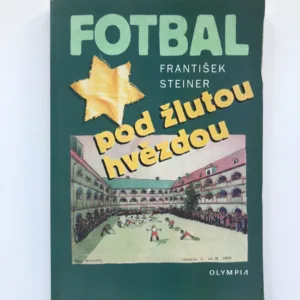 FOTBAL
FRANTIŠEK
STEINER
pod žlutou
hvězdou
OLYMPIA